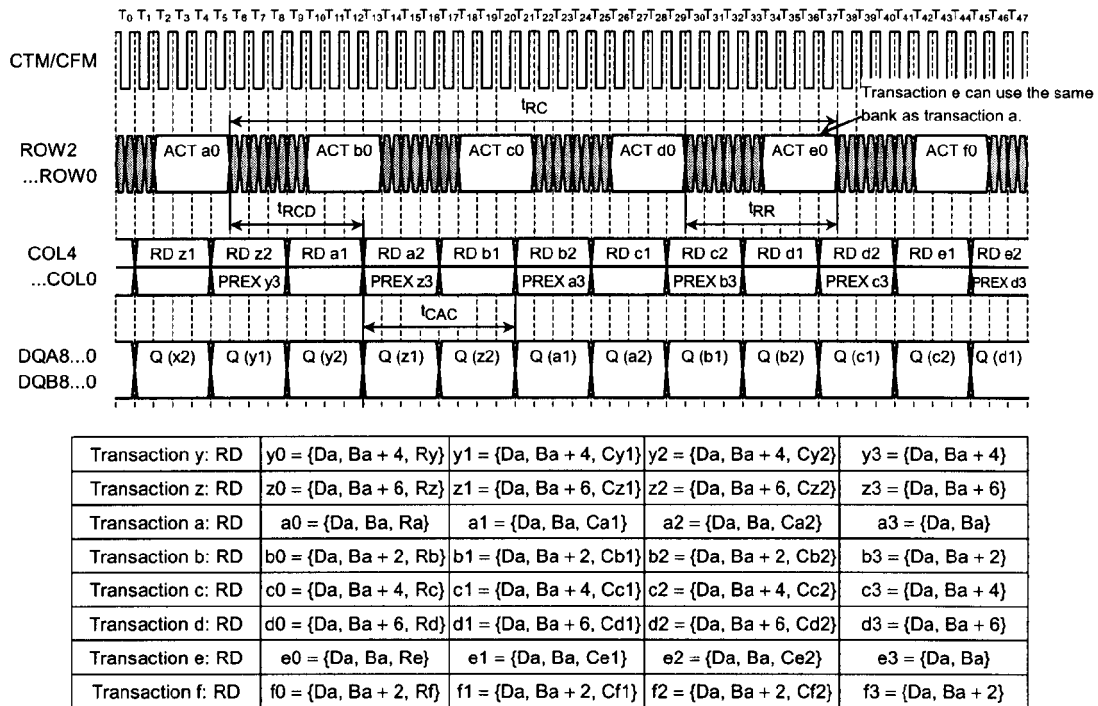 T0 T1 T2 T3 T4 T5 T6 T7 T8 T9 T10 T11 T12 T13 T14 T15 T16 T17 T18 T19 T20 T21 T22 T23 T24 T25 T26 T27 T28 T29 T30 T31 T32 T33 T34 T35 T36 T37 T38 T39 T40 T41 T42 T43 T44 T45 T46 T47
CTM/CFM
Transaction e can use the same
bank as transaction a.
tRC
ROW2
...ROW0
ACT a0 ACT b0 ACT c0 ACT d0 ACT e0 ACT f0
tRCD tRR
COL4
...COL0
RD z1 RD z2 RD a1 RD a2 RD b1 RD b2 RD c1 RD c2 RD d1 RD d2 RD e1 RD e2
PREX y3 PREX z3 PREX a3 PREX b3 PREX c3 PREX d3
tCAC
DQA8...0
DQB8...0
Q (x2) Q (y1) Q (y2) Q (z1) Q (z2) Q (a1) Q (a2) Q (b1) Q (b2) Q (c1) Q (c2) Q (d1)
Transaction y: RD y0 = {Da, Ba + 4, Ry} y1 = {Da, Ba + 4, Cy1} y2 = {Da, Ba + 4, Cy2} y3 = {Da, Ba + 4}
Transaction z: RD z0 = {Da, Ba + 6, Rz} z1 = {Da, Ba + 6, Cz1} z2 = {Da, Ba + 6, Cz2} z3 = {Da, Ba + 6}
Transaction a: RD a0 = {Da, Ba, Ra} a1 = {Da, Ba, Ca1} a2 = {Da, Ba, Ca2} a3 = {Da, Ba}
Transaction b: RD b0 = {Da, Ba + 2, Rb} b1 = {Da, Ba + 2, Cb1} b2 = {Da, Ba + 2, Cb2} b3 = {Da, Ba + 2}
Transaction c: RD c0 = {Da, Ba + 4, Rc} c1 = {Da, Ba + 4, Cc1} c2 = {Da, Ba + 4, Cc2} c3 = {Da, Ba + 4}
Transaction d: RD d0 = {Da, Ba + 6, Rd} d1 = {Da, Ba + 6, Cd1} d2 = {Da, Ba + 6, Cd2} d3 = {Da, Ba + 6}
Transaction e: RD e0 = {Da, Ba, Re} e1 = {Da, Ba, Ce1} e2 = {Da, Ba, Ce2} e3 = {Da, Ba}
Transaction f: RD f0 = {Da, Ba + 2, Rf} f1 = {Da, Ba + 2, Cf1} f2 = {Da, Ba + 2, Cf2} f3 = {Da, Ba + 2}